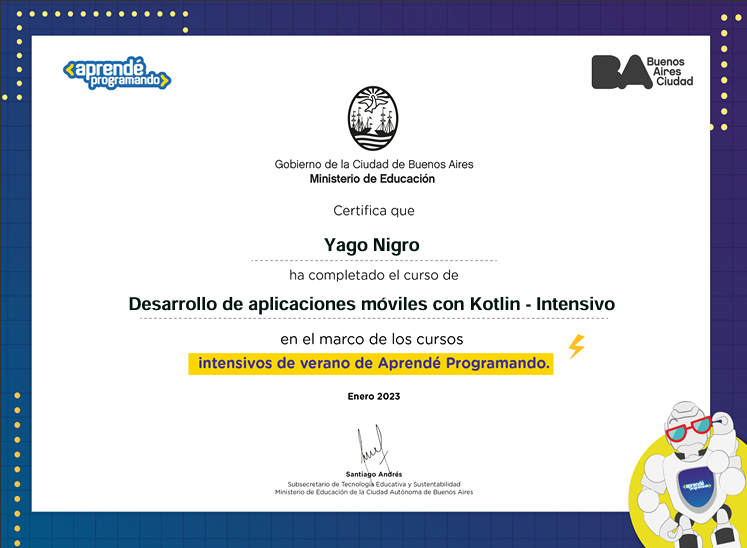 aprendé
programando
BA Buenos
Aires
Ciudad
Gobierno de la Ciudad de Buenos Aires
Ministerio de Educación
Certifica que
Yago Nigro
ha completado el curso de
Desarrollo de aplicaciones móviles con Kotlin - Intensivo
en el marco de los cursos
intensivos de verano de Aprendé Programando.
Enero 2023
Santiago Andrés
Subsecretario de Tecnología Educativa y Sustentabilidad
Ministerio de Educación de la Ciudad Autónoma de Buenos Aires
aprendé
programando